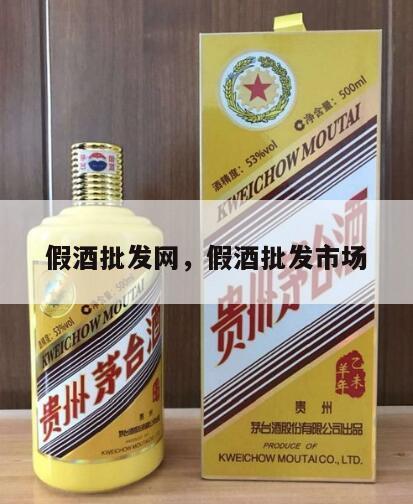 净含量:500ml
酒精度:53%vol
KWEICHOW MOUTAI
假酒批发网，假酒批发市场
贵州茅台酒
乙未
羊年
贵 州
茅台酒股份有限公司出品
PRODUCE OF
KWEICHOW MOUTAI CO., LTD.
53%vol
KWEICHOW MOUTAI
贵州茅台酒